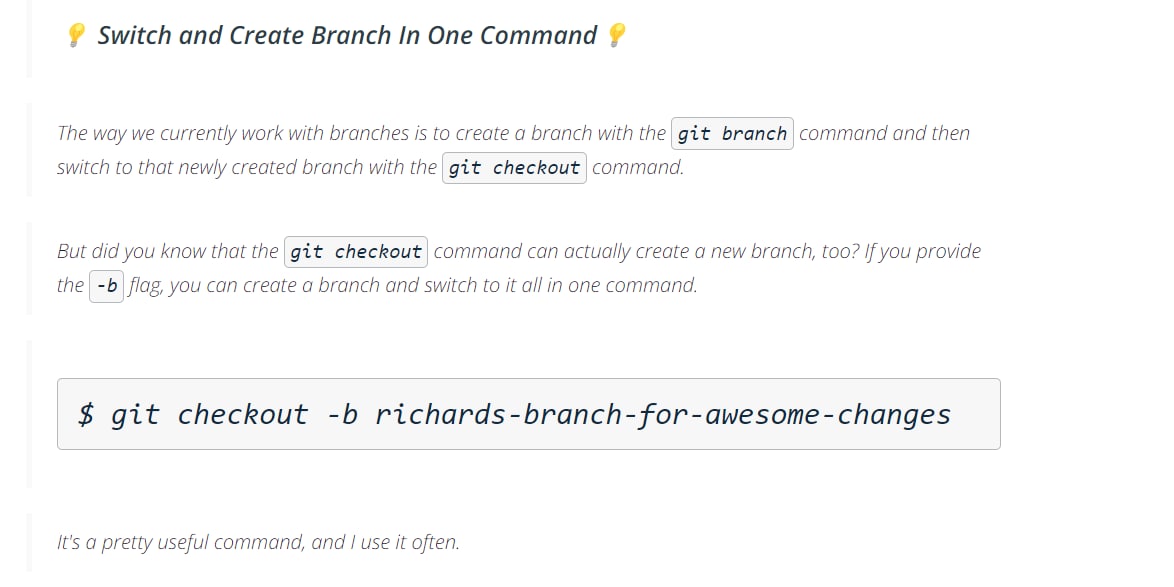 💡 Switch and Create Branch In One Command 💡
The way we currently work with branches is to create a branch with the git branch command and then
switch to that newly created branch with the git checkout command.
But did you know that the git checkout command can actually create a new branch, too? If you provide
the -b flag, you can create a branch and switch to it all in one command.
$ git checkout -b richards-branch-for-awesome-changes
It's a pretty useful command, and I use it often.